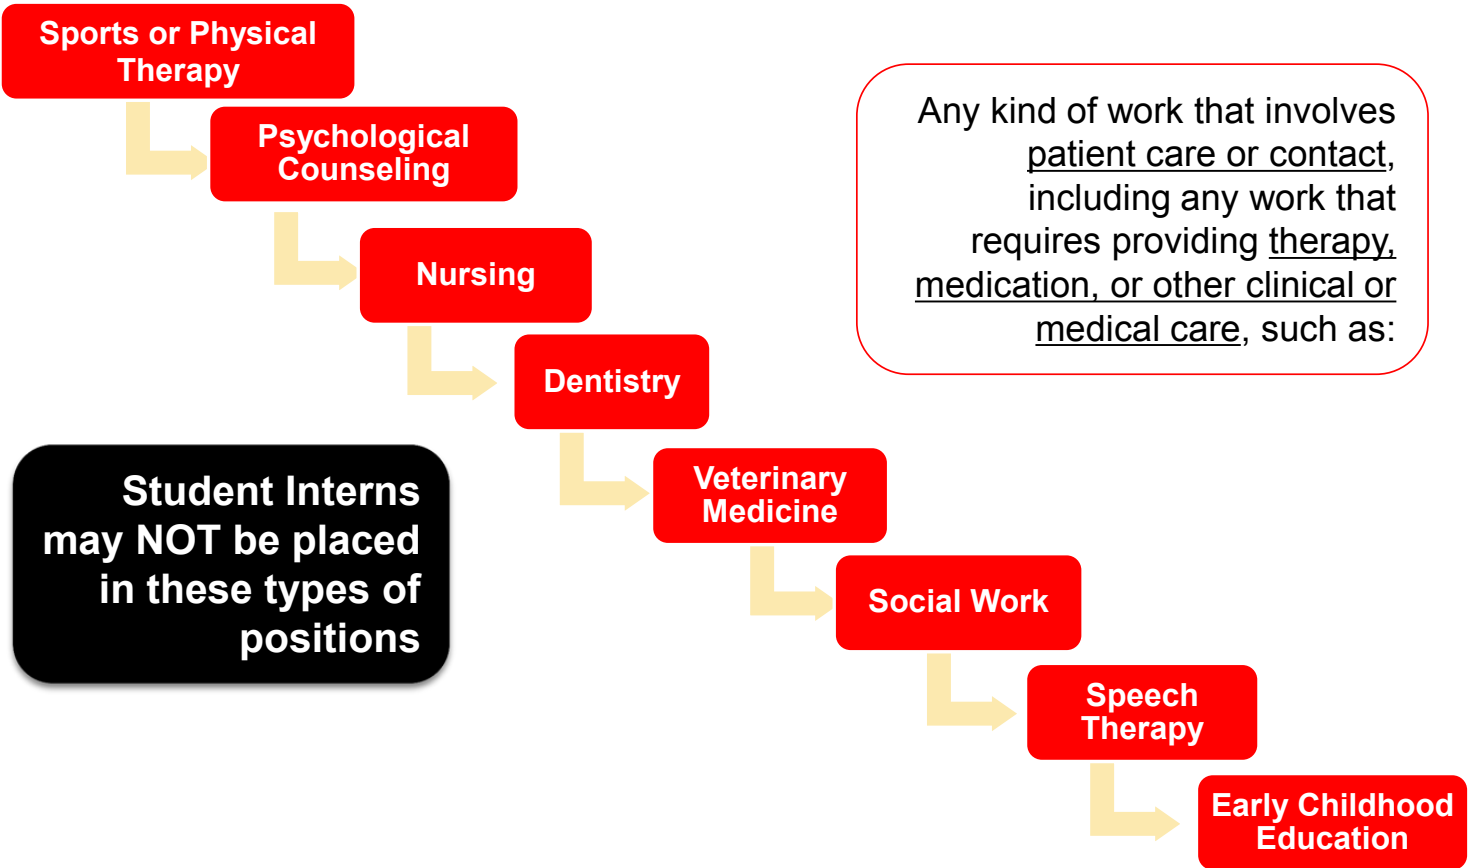 Sports or Physical
Therapy
Psychological
Counseling
Any kind of work that involves
patient care or contact,
including any work that
requires providing therapy,
medication, or other clinical or
medical care, such as:
Nursing
Dentistry
Student Interns
may NOT be placed
in these types of
positions
Veterinary
Medicine
Social Work
Speech
Therapy
Early Childhood
Education